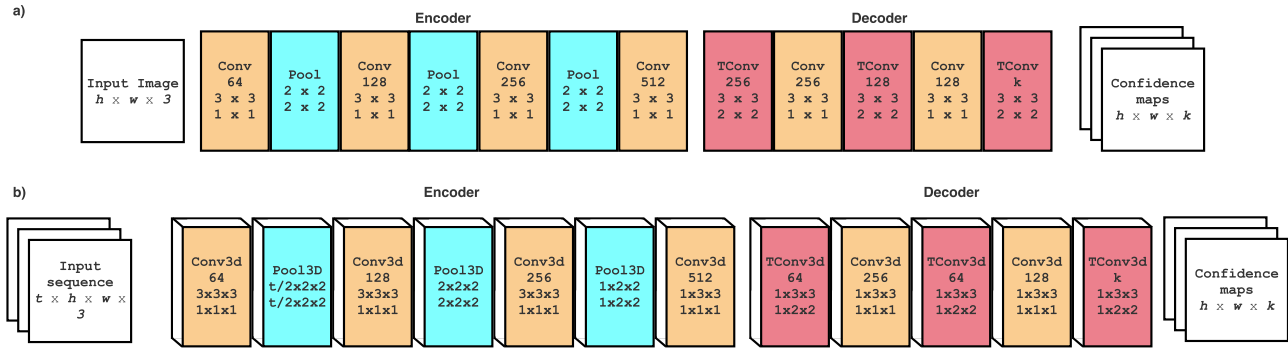 a)
Encoder
Decoder
Input Image
h x w x 3
Conv
64
3 x 3
1 x 1
Pool
2 x 2
2 x 2
Conv
128
3 x 3
1 x 1
Pool
2 x 2
2 x 2
Conv
256
3 x 3
1 x 1
Pool
2 x 2
2 x 2
Conv
512
3 x 3
1 x 1
TConv
256
3 x 3
2 x 2
Conv
256
3 x 3
1 x 1
TConv
128
3 x 3
2 x 2
Conv
128
3 x 3
1 x 1
TConv
k
3 x 3
2 x 2
Confidence
maps
h x w x k
b)
Encoder
Decoder
Input
sequence
t x h x w x
3
Conv3d
64
3x3x3
1x1x1
Pool3D
t/2x2x2
t/2x2x2
Conv3d
128
3x3x3
1x1x1
Pool3D
2x2x2
2x2x2
Conv3d
256
3x3x3
1x1x1
Pool3D
1x2x2
1x2x2
Conv3d
512
1x3x3
1x1x1
TConv3d
64
1x3x3
1x2x2
Conv3d
256
1x3x3
1x1x1
TConv3d
64
1x3x3
1x2x2
Conv3d
128
1x3x3
1x1x1
TConv3d
k
1x3x3
1x2x2
Confidence
maps
h x w x k